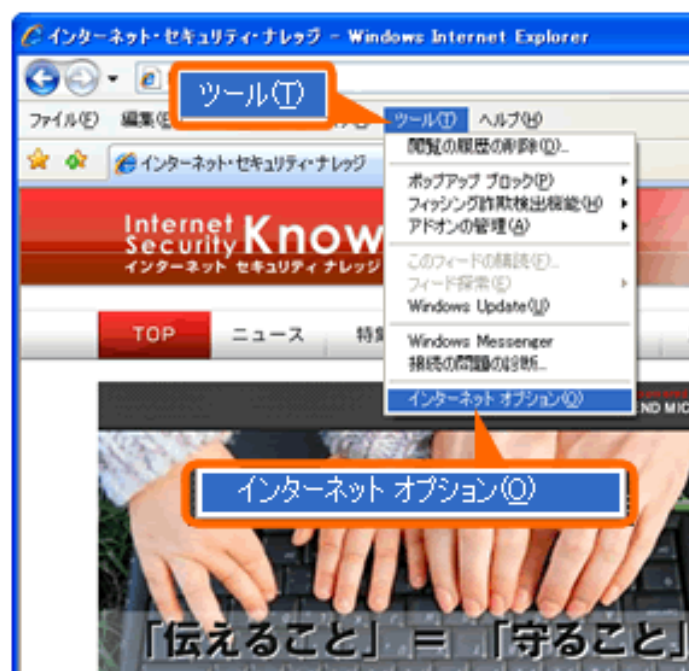 インターネット・セキュリティ・ナレッジ - Windows Internet Explorer
ツール(T)
ファイル(F) 編集(E) ツール(T) ヘルプ(H)
インターネット・セキュリティ・ナレッジ
閲覧の履歴の削除(D)...
ポップアップ ブロック(P)
フィッシング詐欺検出機能(H)
アドオンの管理(A)
このフィードの購読(F)...
フィード探索(E)
Windows Update(U)
Windows Messenger
接続の問題の診断...
インターネット オプション(O)
Internet
Security Know
インターネット セキュリティ ナレッジ
TOP ニュース 特集
END MIC
インターネット オプション(O)
「伝えること」 = 「守ること」